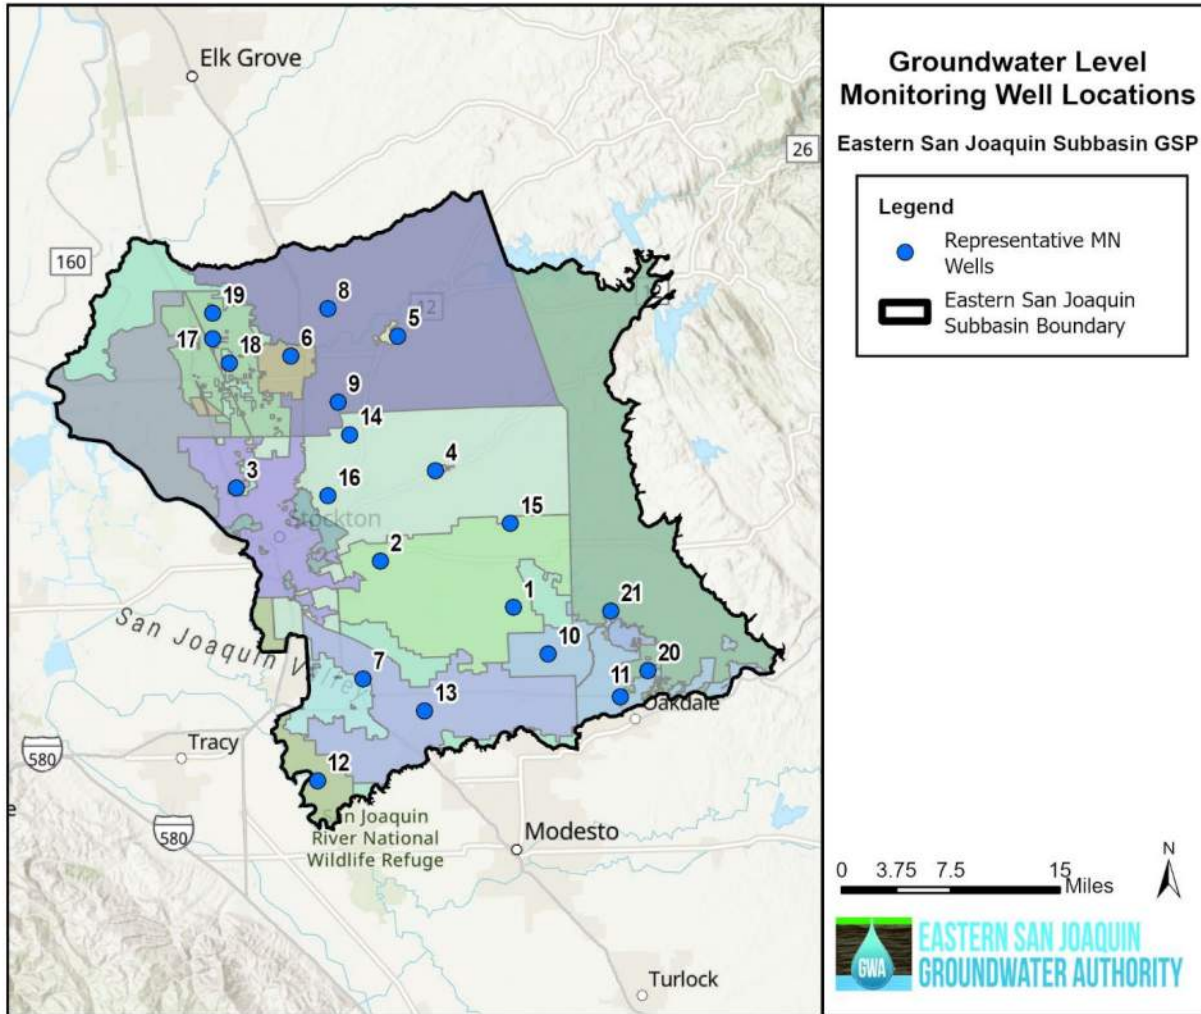 Elk Grove
26
160
19
8
12
5
17
18
6
9
14
3
4
16
Stockton
15
2
1
21
San Joaquin Valley
10
20
7
11
13
Oakdale
Tracy
580
12
San Joaquin
River National
Wildlife Refuge
580
Modesto
Turlock
e
Groundwater Level
Monitoring Well Locations
Eastern San Joaquin Subbasin GSP
Legend
Representative MN
Wells
Eastern San Joaquin
Subbasin Boundary
N
0 3.75 7.5 15
Miles
GWA
EASTERN SAN JOAQUIN
GROUNDWATER AUTHORITY